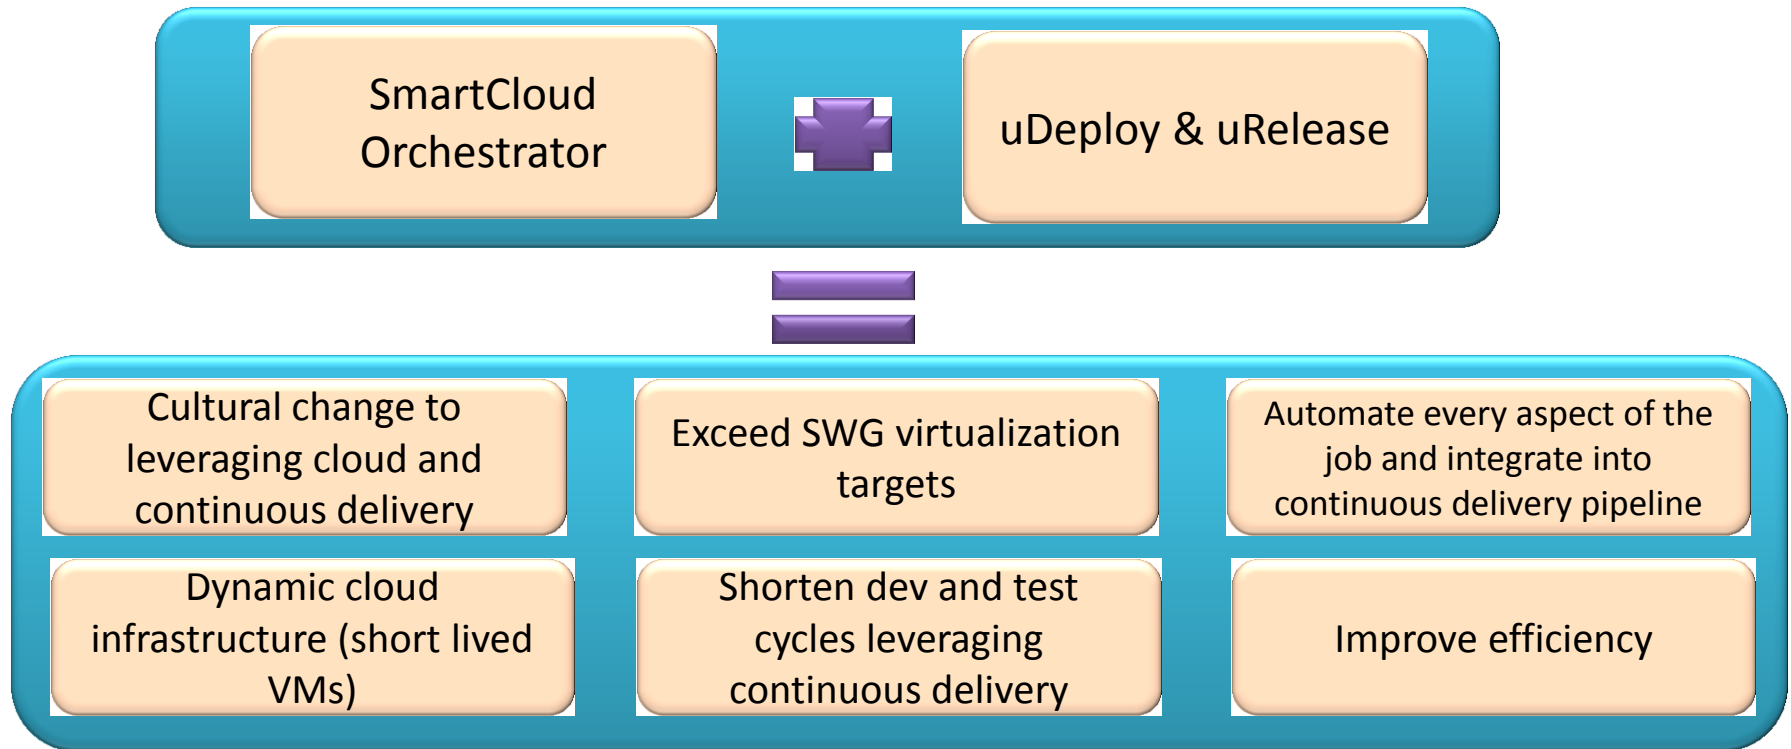 SmartCloud
Orchestrator
uDeploy & uRelease
Cultural change to
leveraging cloud and
continuous delivery
Exceed SWG virtualization
targets
Automate every aspect of the
job and integrate into
continuous delivery pipeline
Dynamic cloud
infrastructure (short lived
VMs)
Shorten dev and test
cycles leveraging
continuous delivery
Improve efficiency